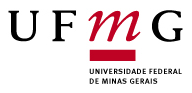 UFmG
UNIVERSIDADE FEDERAL
DE MINAS GERAIS